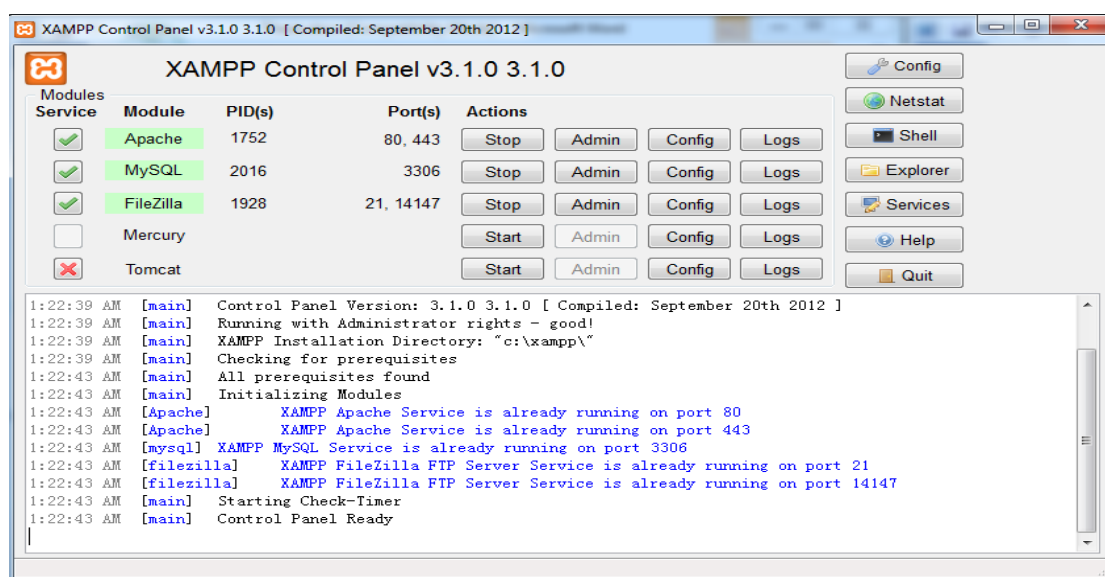 XAMPP Control Panel v3.1.0 3.1.0 [ Compiled: September 20th 2012 ]
XAMPP Control Panel v3.1.0 3.1.0
Config
Modules
Service Module PID(s) Port(s) Actions
Netstat
Apache 1752 80, 443 Stop Admin Config Logs
Shell
MySQL 2016 3306 Stop Admin Config Logs
Explorer
FileZilla 1928 21, 14147 Stop Admin Config Logs
Services
Mercury Start Admin Config Logs
Help
Tomcat Start Admin Config Logs
Quit
1:22:39 AM [main] Control Panel Version: 3.1.0 3.1.0 [ Compiled: September 20th 2012 ]
1:22:39 AM [main] Running with Administrator rights - good!
1:22:39 AM [main] XAMPP Installation Directory: "c:\xampp\"
1:22:39 AM [main] Checking for prerequisites
1:22:43 AM [main] All prerequisites found
1:22:43 AM [main] Initializing Modules
1:22:43 AM [Apache] XAMPP Apache Service is already running on port 80
1:22:43 AM [Apache] XAMPP Apache Service is already running on port 443
1:22:43 AM [mysql] XAMPP MySQL Service is already running on port 3306
1:22:43 AM [filezilla] XAMPP FileZilla FTP Server Service is already running on port 21
1:22:43 AM [filezilla] XAMPP FileZilla FTP Server Service is already running on port 14147
1:22:43 AM [main] Starting Check-Timer
1:22:43 AM [main] Control Panel Ready